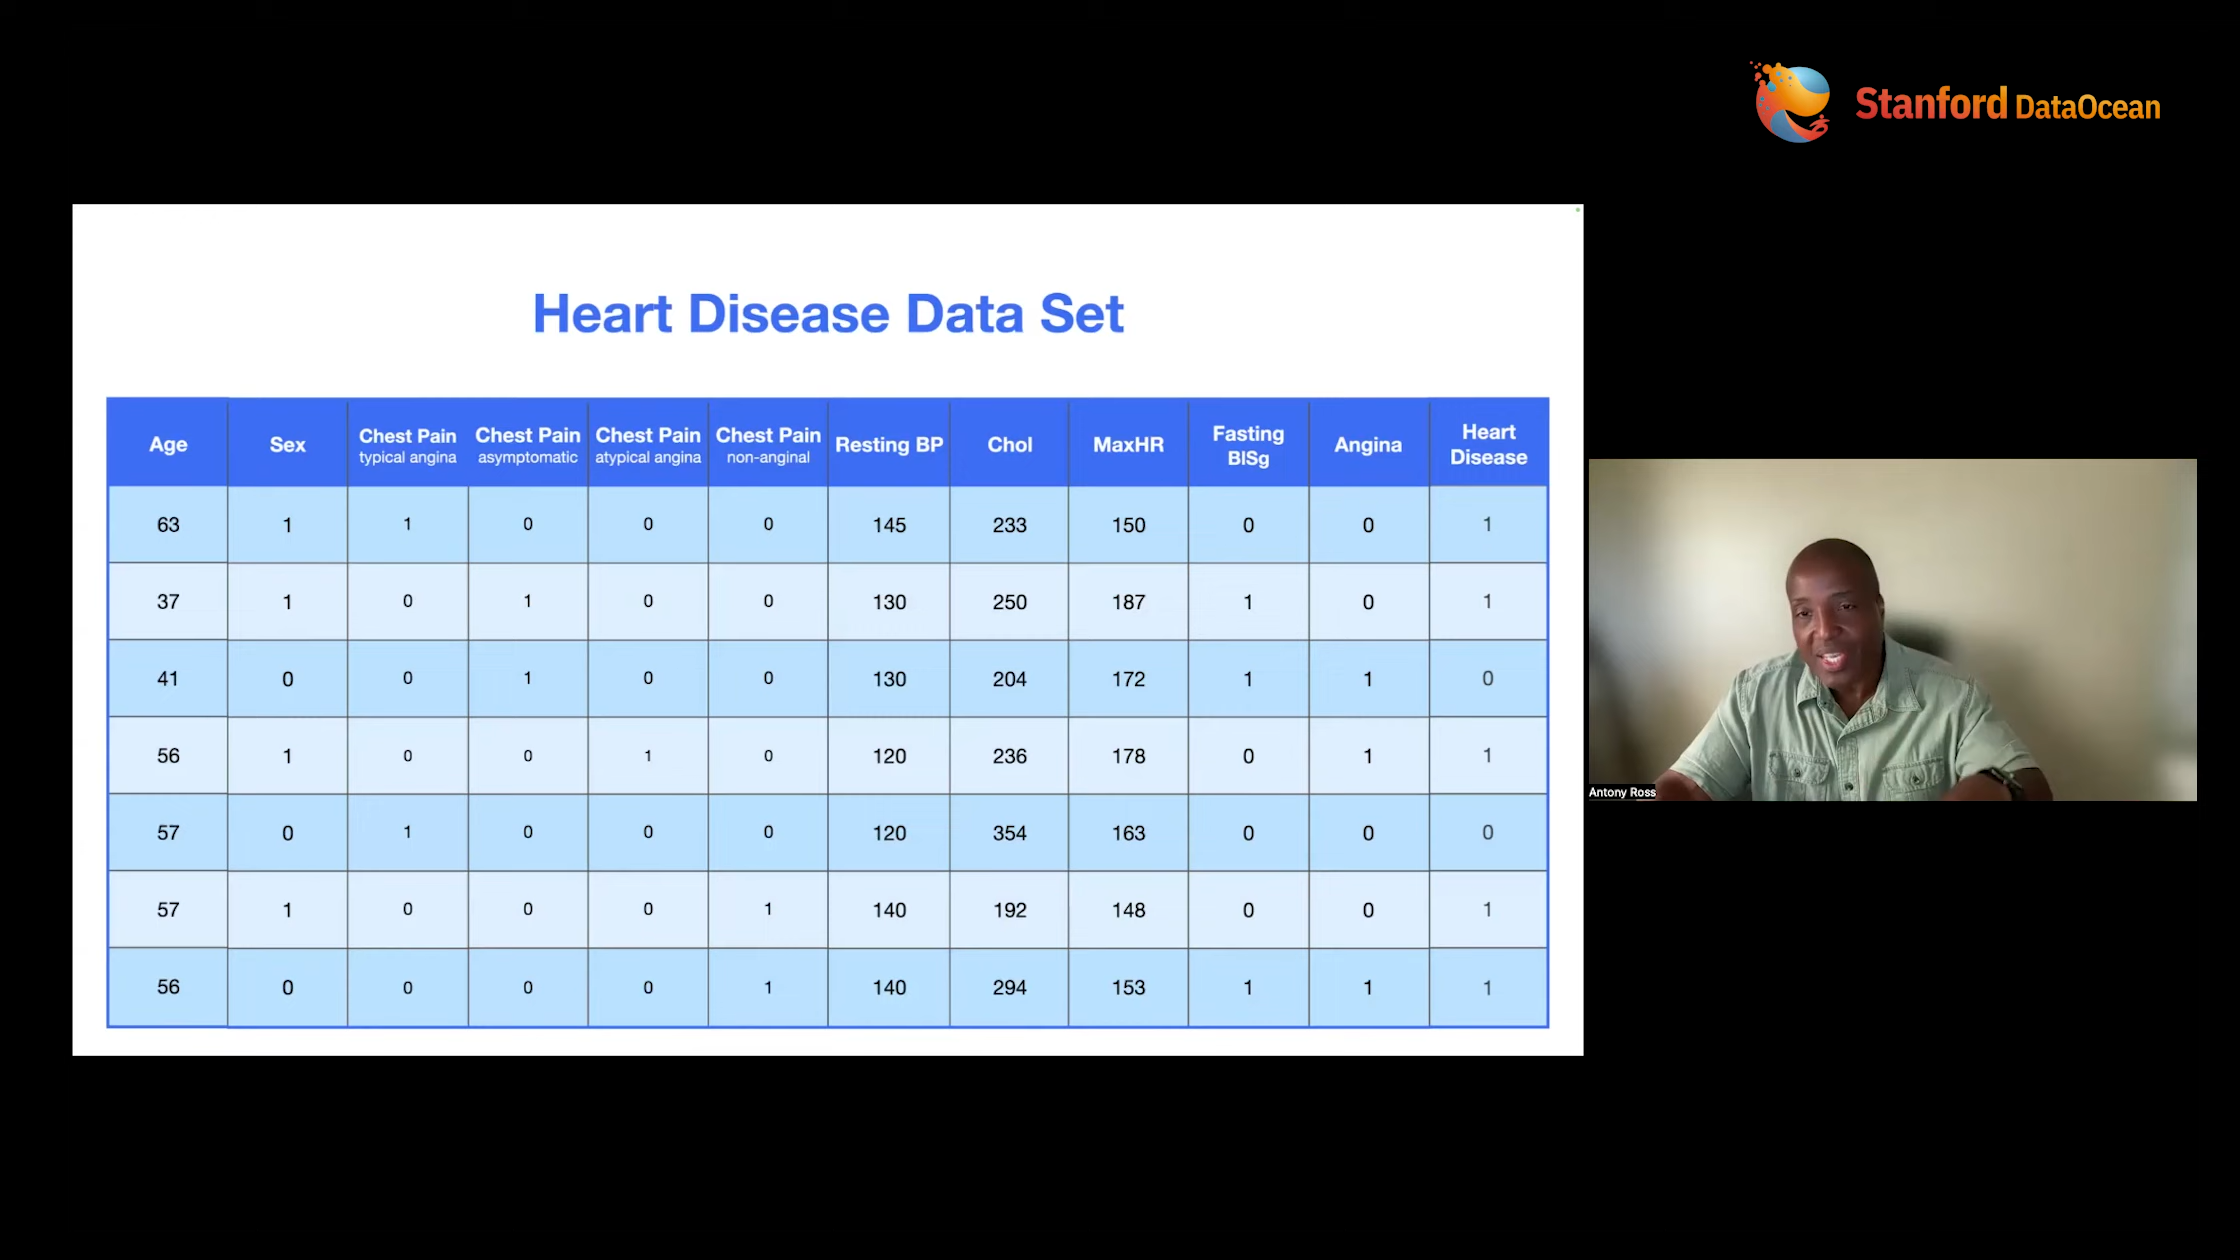 Stanford DataOcean
Heart Disease Data Set
Age Sex Chest Pain typical angina Chest Pain asymptomatic Chest Pain atypical angina Chest Pain non-anginal Resting BP Chol MaxHR Fasting BlSg Angina Heart Disease
63 1 1 0 0 0 145 233 150 0 0 1
37 1 0 1 0 0 130 250 187 1 0 1
41 0 0 1 0 0 130 204 172 1 1 0
56 1 0 0 1 0 120 236 178 0 1 1
57 0 1 0 0 0 120 354 163 0 0 0
57 1 0 0 0 1 140 192 148 0 0 1
56 0 0 0 0 1 140 294 153 1 1 1
Antony Ross